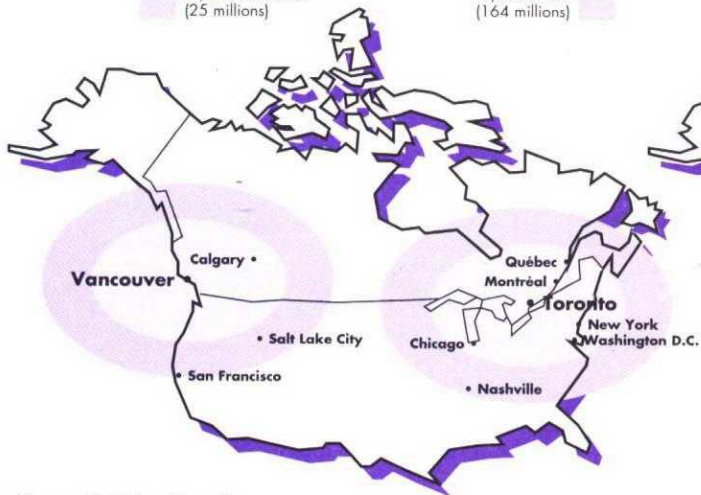 (25 millions)
(164 millions)
Calgary
Vancouver
Québec
Montréal
Toronto
New York
Washington D.C.
Salt Lake City
Chicago
San Francisco
Nashville